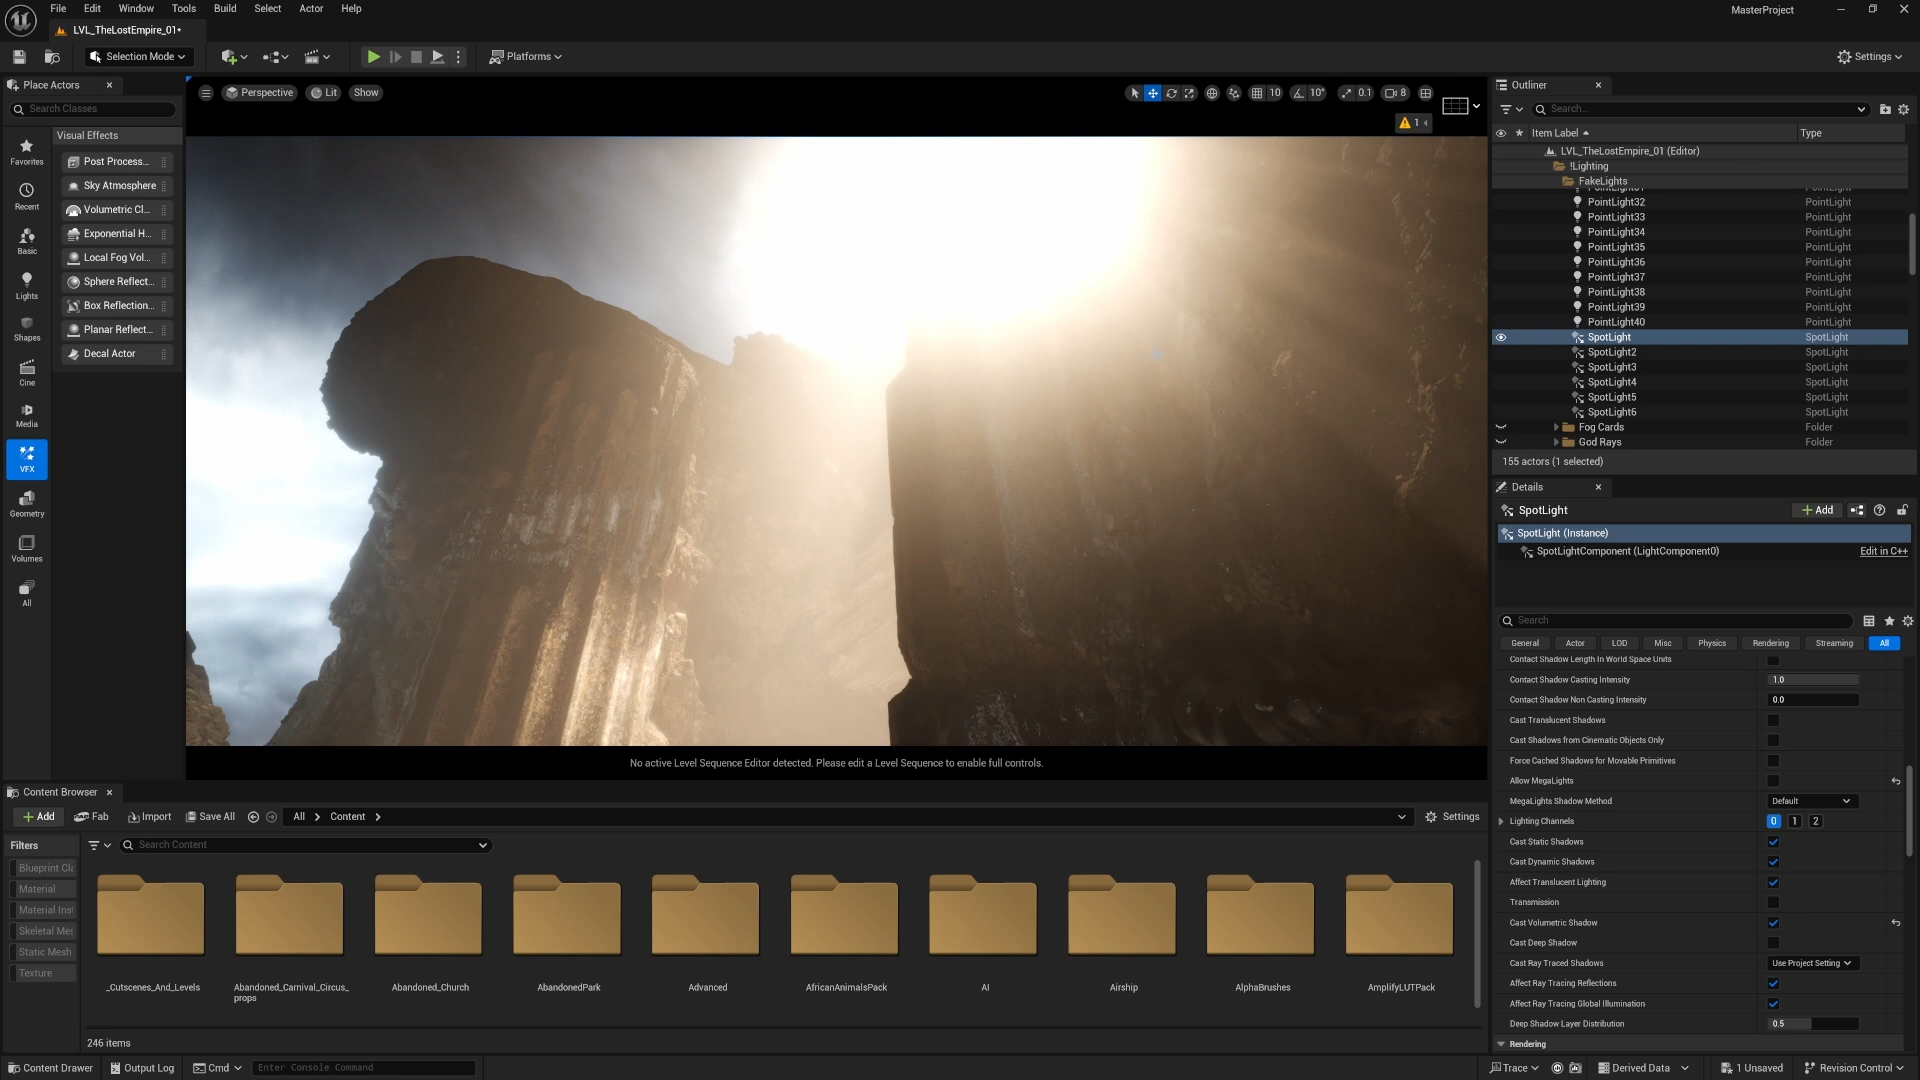 File Edit Window Tools Build Select Actor Help
MasterProject
LVL_TheLostEmpire_01*
Selection Mode
Platforms
Settings
Place Actors
Search Classes
Favorites
Recent
Basic
Lights
Shapes
Cine
Media
VFX
Geometry
Volumes
All
Visual Effects
Post Process...
Sky Atmosphere
Volumetric Cl...
Exponential H...
Local Fog Vol...
Sphere Reflect...
Box Reflection...
Planar Reflect...
Decal Actor
Perspective Lit Show
10 10° 0.1 8
1
No active Level Sequence Editor detected. Please edit a Level Sequence to enable full controls.
Outliner
Search...
Item Label Type
LVL_TheLostEmpire_01 (Editor)
!Lighting
FakeLights
PointLight32 PointLight
PointLight33 PointLight
PointLight34 PointLight
PointLight35 PointLight
PointLight36 PointLight
PointLight37 PointLight
PointLight38 PointLight
PointLight39 PointLight
PointLight40 PointLight
SpotLight SpotLight
SpotLight2 SpotLight
SpotLight3 SpotLight
SpotLight4 SpotLight
SpotLight5 SpotLight
SpotLight6 SpotLight
Fog Cards Folder
God Rays Folder
155 actors (1 selected)
Details
SpotLight
Add
SpotLight (Instance)
SpotLightComponent (LightComponent0) Edit in C++
Search
General Actor LOD Misc Physics Rendering Streaming All
Contact Shadow Length In World Space Units
Contact Shadow Casting Intensity 1.0
Contact Shadow Non Casting Intensity 0.0
Cast Translucent Shadows
Cast Shadows from Cinematic Objects Only
Force Cached Shadows for Movable Primitives
Allow MegaLights
MegaLights Shadow Method Default
Lighting Channels 0 1 2
Cast Static Shadows
Cast Dynamic Shadows
Affect Translucent Lighting
Transmission
Cast Volumetric Shadow
Cast Deep Shadow
Cast Ray Traced Shadows Use Project Setting
Affect Ray Tracing Reflections
Affect Ray Tracing Global Illumination
Deep Shadow Layer Distribution 0.5
Rendering
Content Browser
Add Fab Import Save All All Content Settings
Filters
Blueprint Cl
Material
Material Ins
Skeletal Me
Static Mesh
Texture
Search Content
_Cutscenes_And_Levels
Abandoned_Carnival_Circus_
props
Abandoned_Church
AbandonedPark
Advanced
AfricanAnimalsPack
AI
Airship
AlphaBrushes
AmplifyLUTPack
246 items
Content Drawer Output Log Cmd Enter Console Command Trace Derived Data 1 Unsaved Revision Control